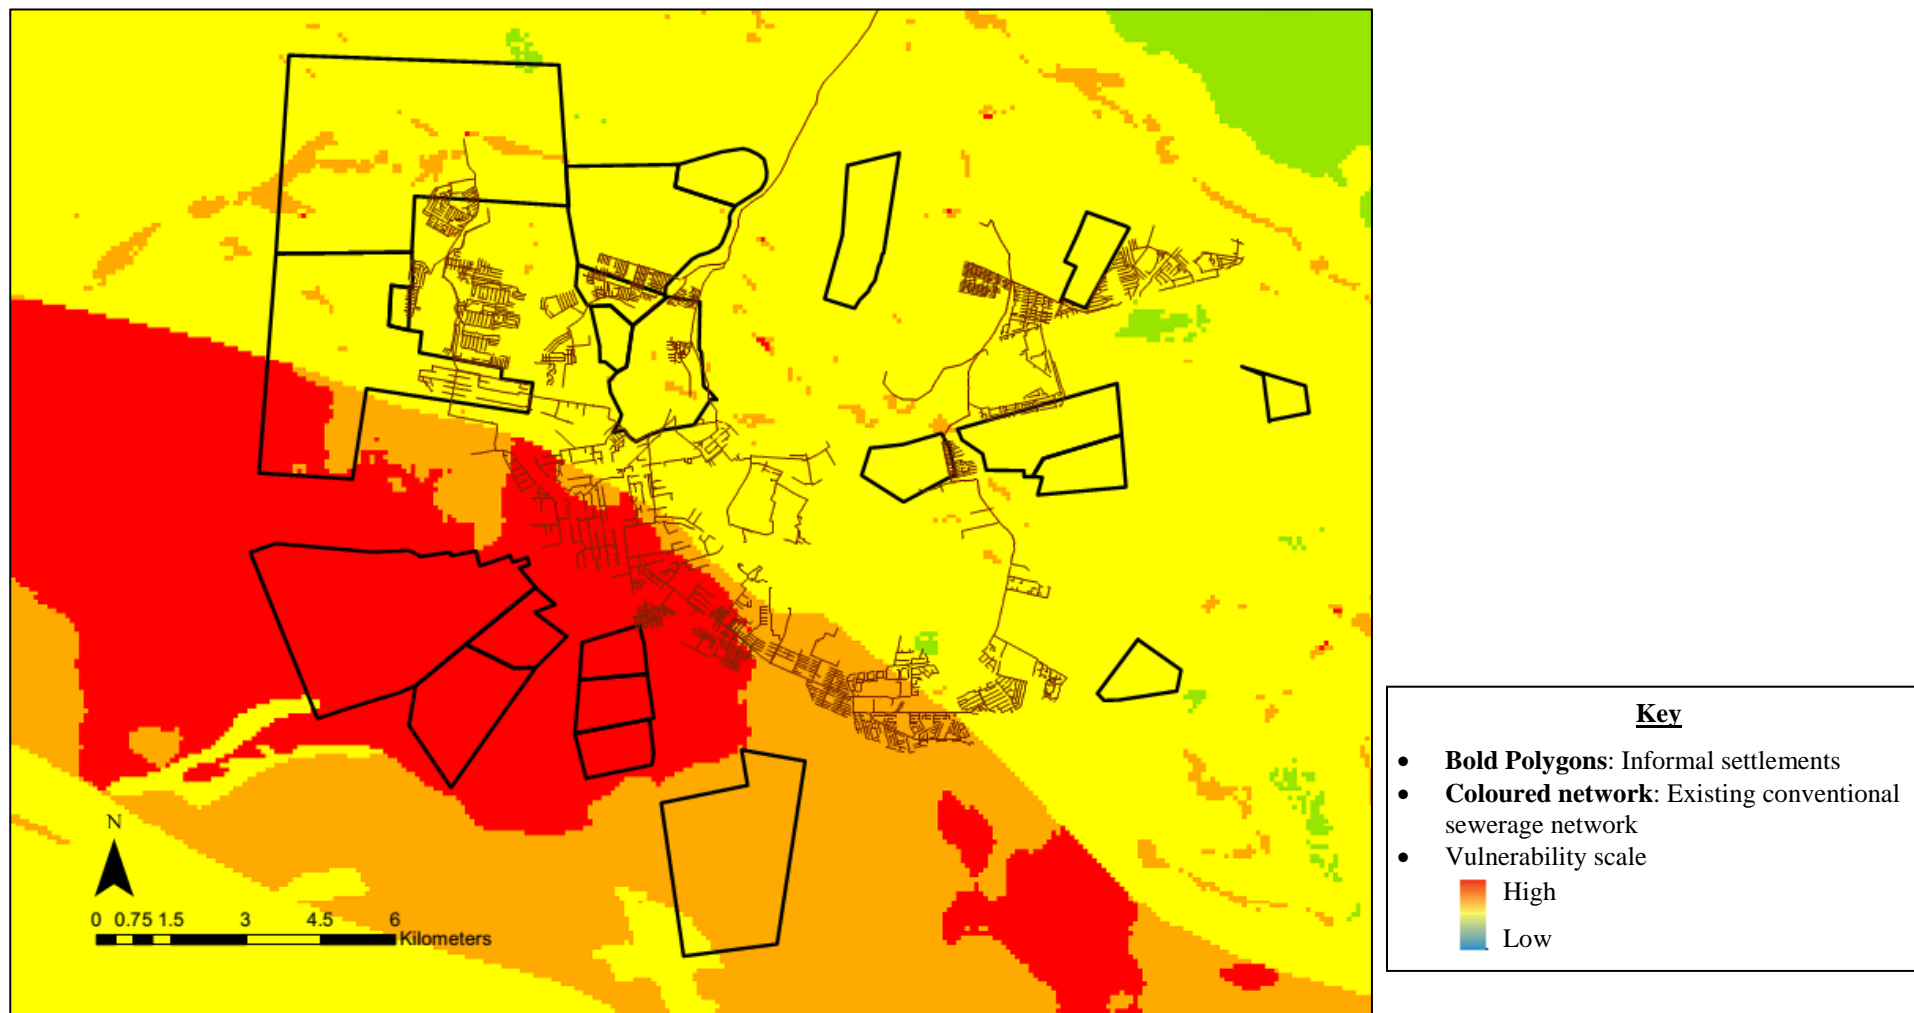 N
0 0.75 1.5 3 4.5 6
Kilometers
Key
• Bold Polygons: Informal settlements
• Coloured network: Existing conventional
sewerage network
• Vulnerability scale
High
Low